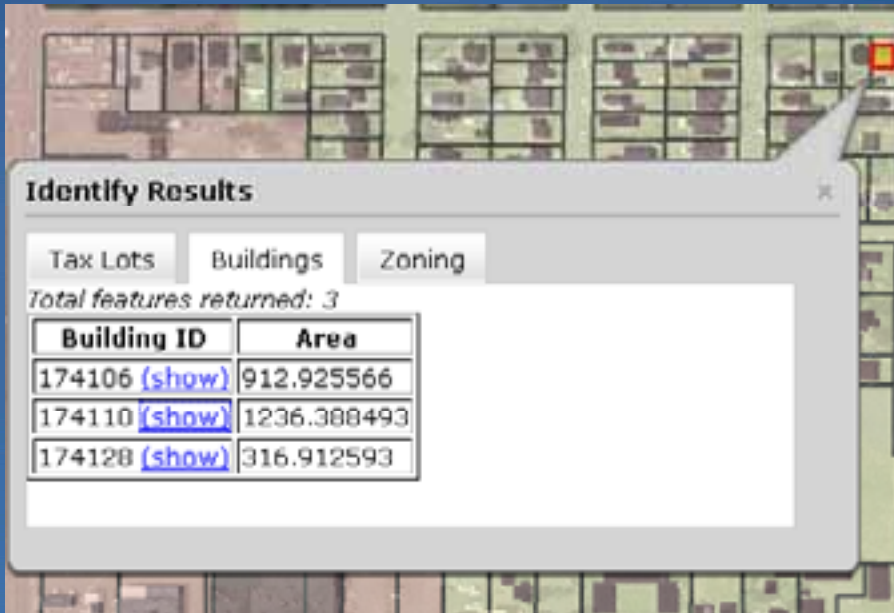 Identify Results
×
Tax Lots Buildings Zoning
Total features returned: 3
Building ID Area
174106 (show) 912.925566
174110 (show) 1236.388493
174128 (show) 316.912593